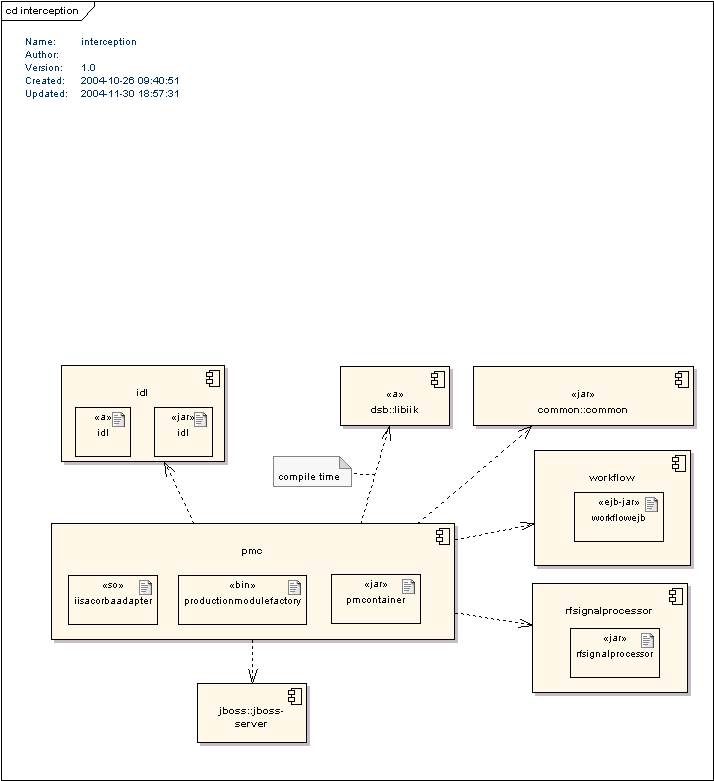 cd interception
Name: interception
Author:
Version: 1.0
Created: 2004-10-26 09:40:51
Updated: 2004-11-30 18:57:31
idl
«a»
idl
«jar»
idl
«a»
dsb::libiik
«jar»
common::common
compile time
workflow
«ejb-jar»
workflowejb
pmc
«so»
iisacorbaadapter
«bin»
productionmodulefactory
«jar»
pmcontainer
rfsignalprocessor
«jar»
rfsignalprocessor
jboss::jboss-
server